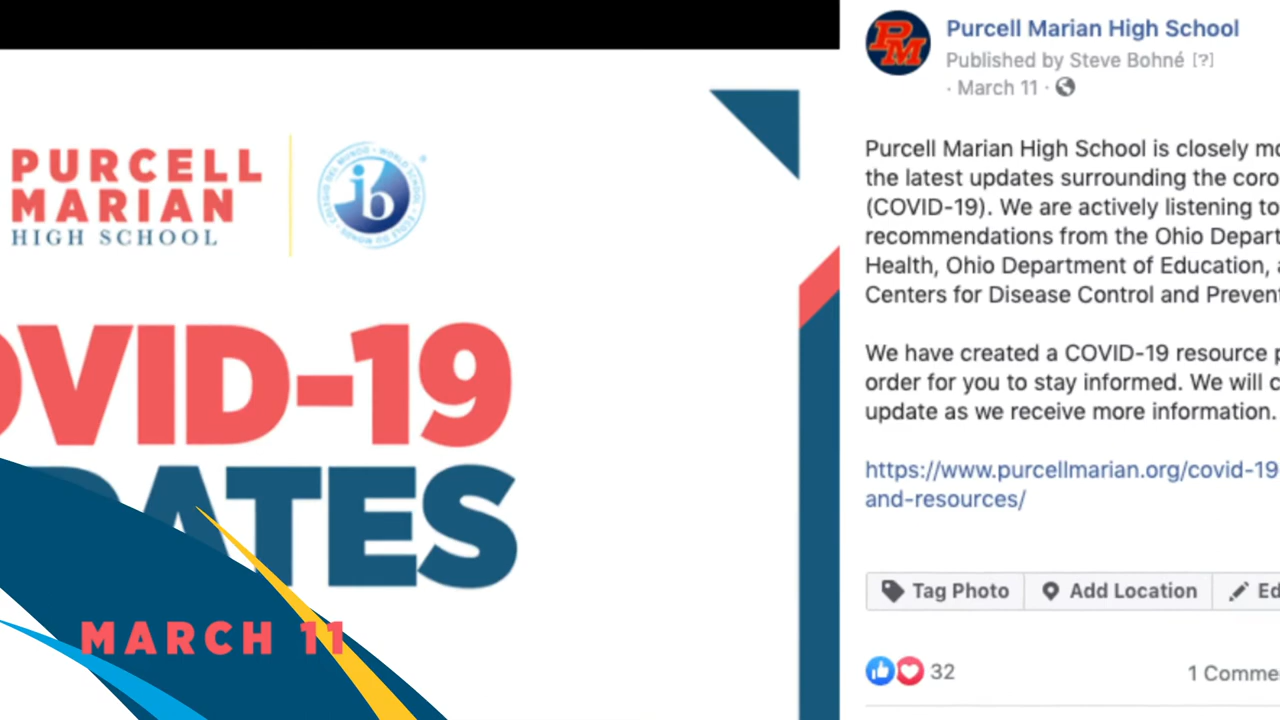 PURCELL
MARIAN
HIGH SCHOOL
ib
COVID-19
UPDATES
MARCH 11
PM
Purcell Marian High School
Published by Steve Bohné [?]
· March 11 ·
Purcell Marian High School is closely mo
the latest updates surrounding the coro
(COVID-19). We are actively listening to
recommendations from the Ohio Depart
Health, Ohio Department of Education, a
Centers for Disease Control and Prevent
We have created a COVID-19 resource p
order for you to stay informed. We will c
update as we receive more information.
https://www.purcellmarian.org/covid-19
and-resources/
Tag Photo
Add Location
Ed
32
1 Comme